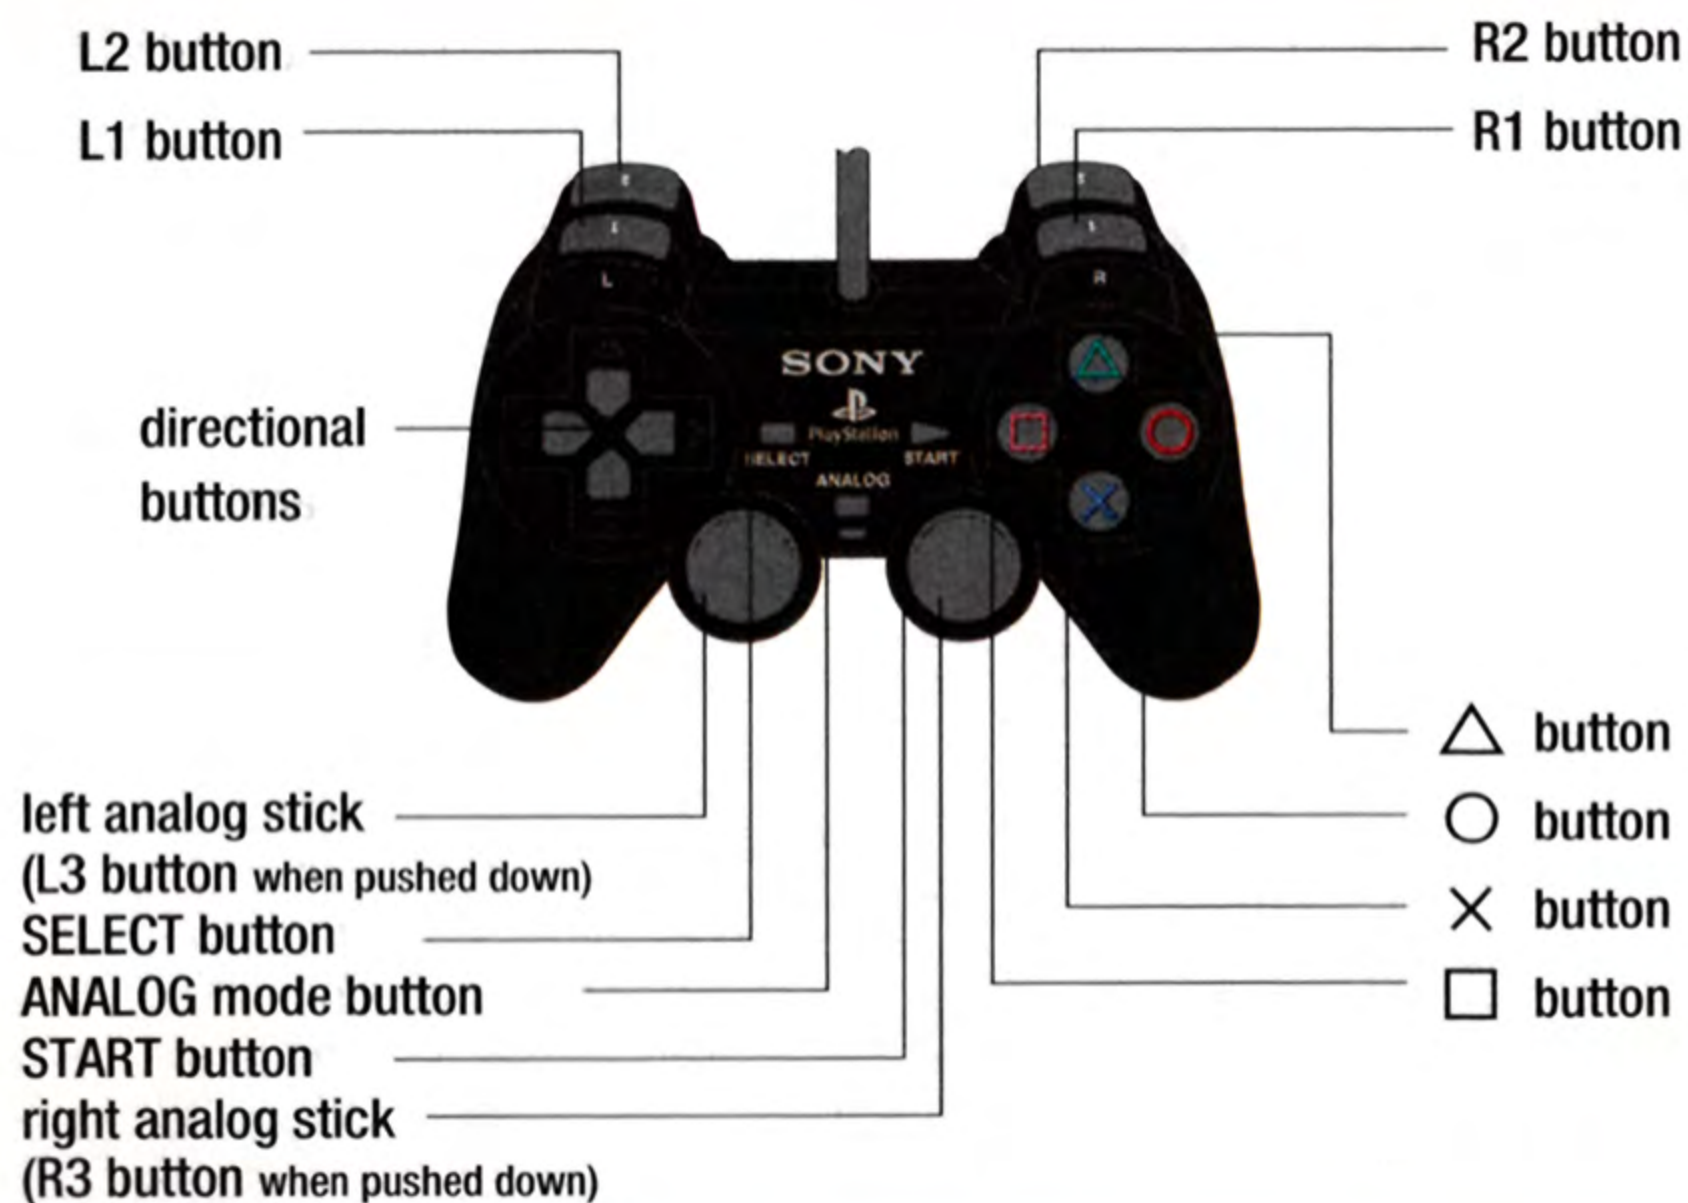 L2 button
L1 button
R2 button
R1 button
L
R
SONY
PlayStation
SELECT
START
ANALOG
directional
buttons
left analog stick
(L3 button when pushed down)
SELECT button
ANALOG mode button
START button
right analog stick
(R3 button when pushed down)
△ button
○ button
✕ button
□ button